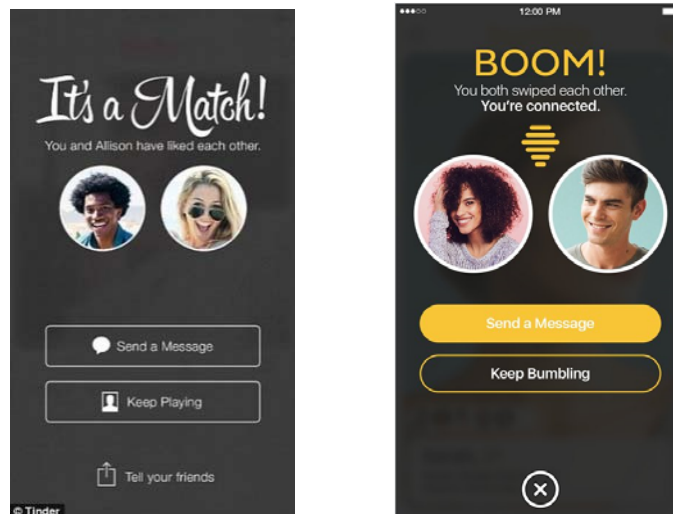 It's a Match!
You and Allison have liked each other.
Send a Message
Keep Playing
Tell your friends
© Tinder
12:00 PM
BOOM!
You both swiped each other.
You're connected.
Send a Message
Keep Bumbling